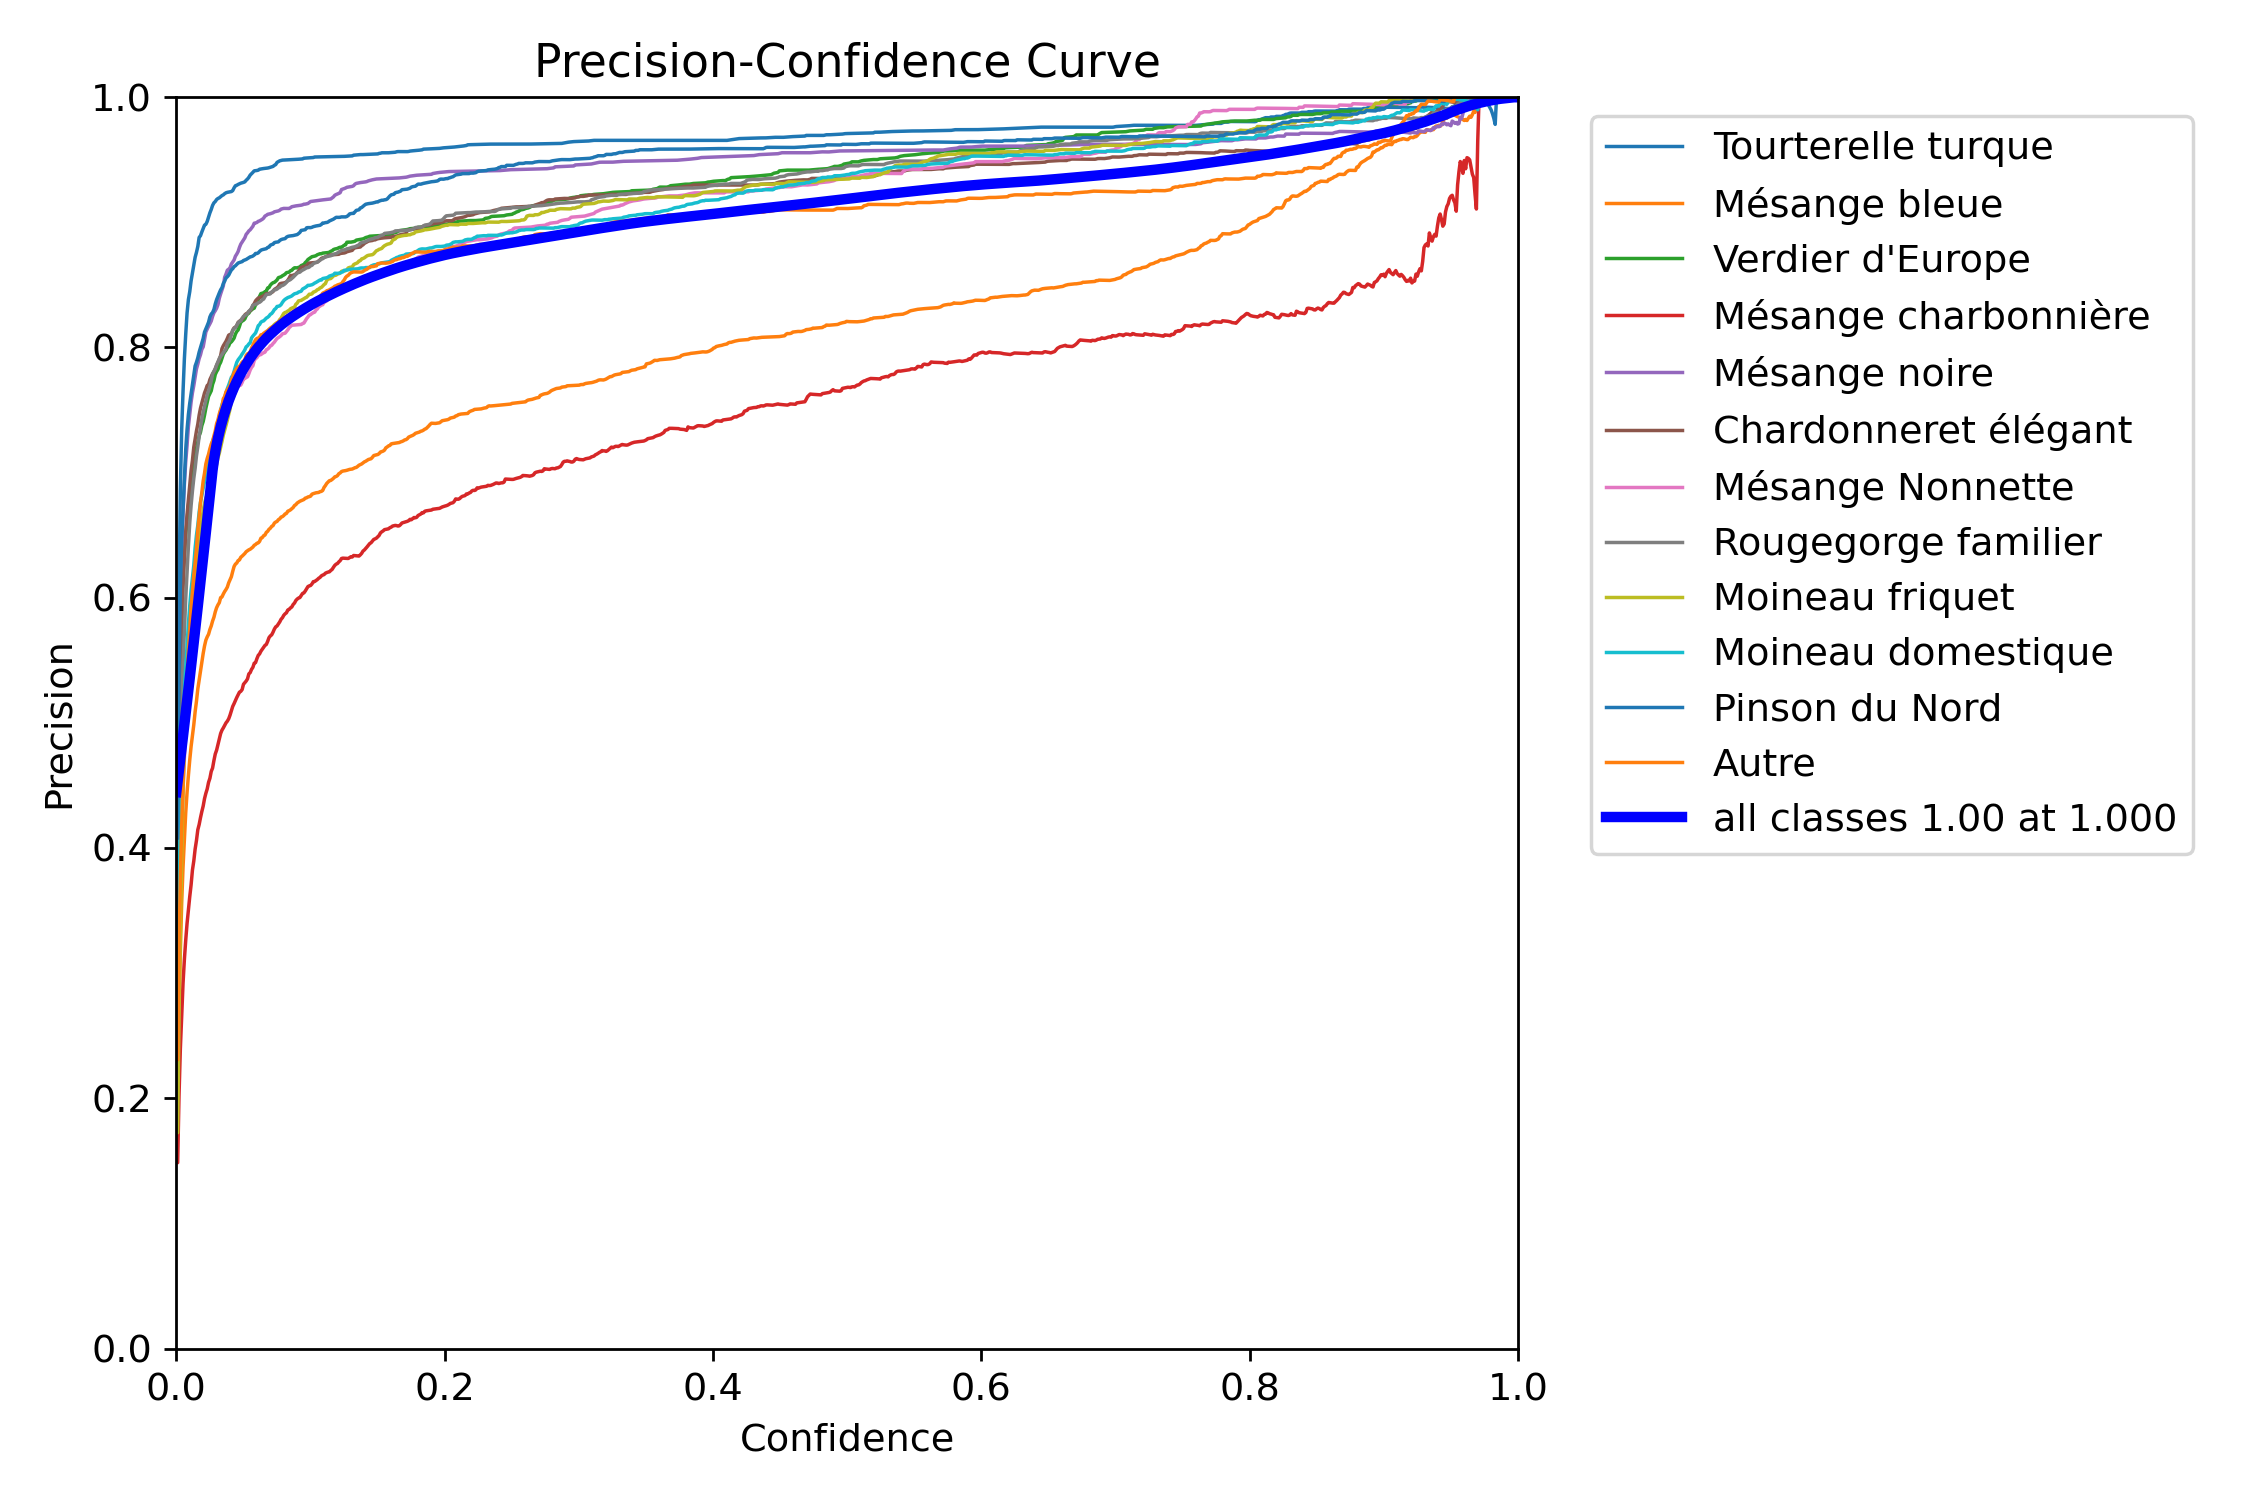 Precision-Confidence Curve
1.0
0.8
0.6
0.4
0.2
0.0
Precision
0.0 0.2 0.4 0.6 0.8 1.0
Confidence
Tourterelle turque
Mésange bleue
Verdier d'Europe
Mésange charbonnière
Mésange noire
Chardonneret élégant
Mésange Nonnette
Rougegorge familier
Moineau friquet
Moineau domestique
Pinson du Nord
Autre
all classes 1.00 at 1.000